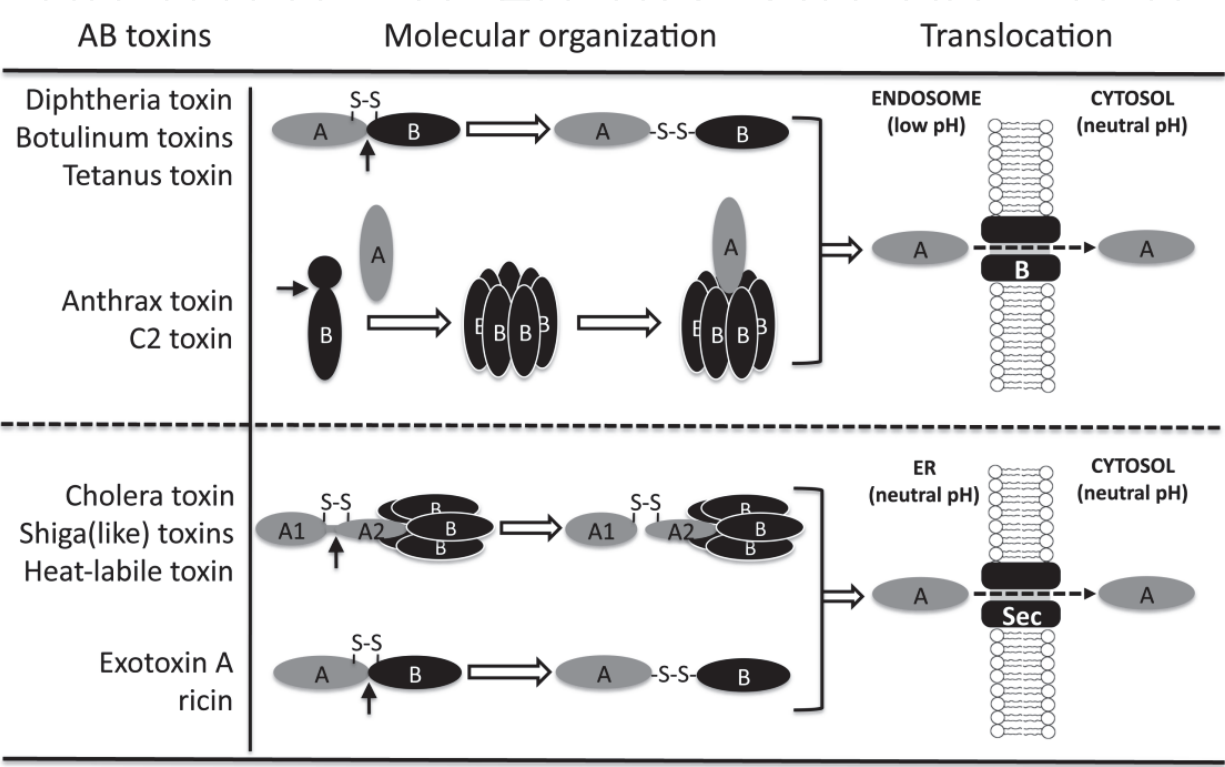 AB toxins
Molecular organization
Translocation
Diphtheria toxin
Botulinum toxins
Tetanus toxin
S-S
A
B
A
-S-S-
B
ENDOSOME
(low pH)
CYTOSOL
(neutral pH)
A
B
A
Anthrax toxin
C2 toxin
A
B
B
B
B
B
A
B
B
B
B
Cholera toxin
Shiga(like) toxins
Heat-labile toxin
S-S
A1
A2
B
B
B
S-S
A1
A2
B
B
B
ER
(neutral pH)
CYTOSOL
(neutral pH)
A
Sec
A
Exotoxin A
ricin
S-S
A
B
A
-S-S-
B